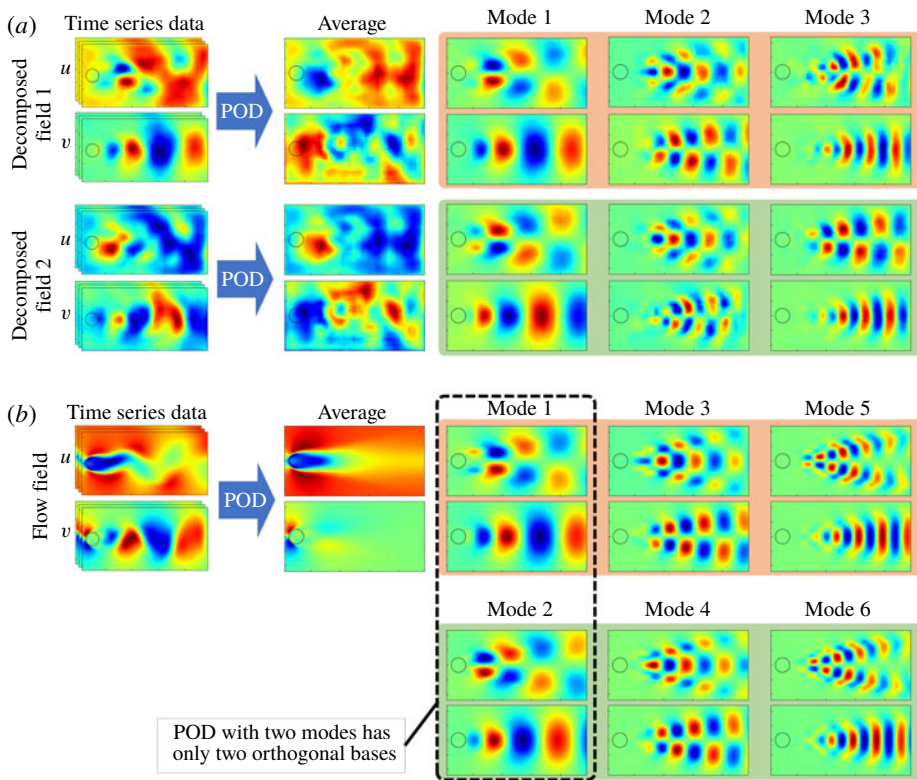 (a) Time series data Average Mode 1 Mode 2 Mode 3
Decomposed
field 1
u
POD
v
Decomposed
field 2
u
POD
v
(b) Time series data Average Mode 1 Mode 3 Mode 5
Flow field
u
POD
v
Mode 2 Mode 4 Mode 6
POD with two modes has
only two orthogonal bases